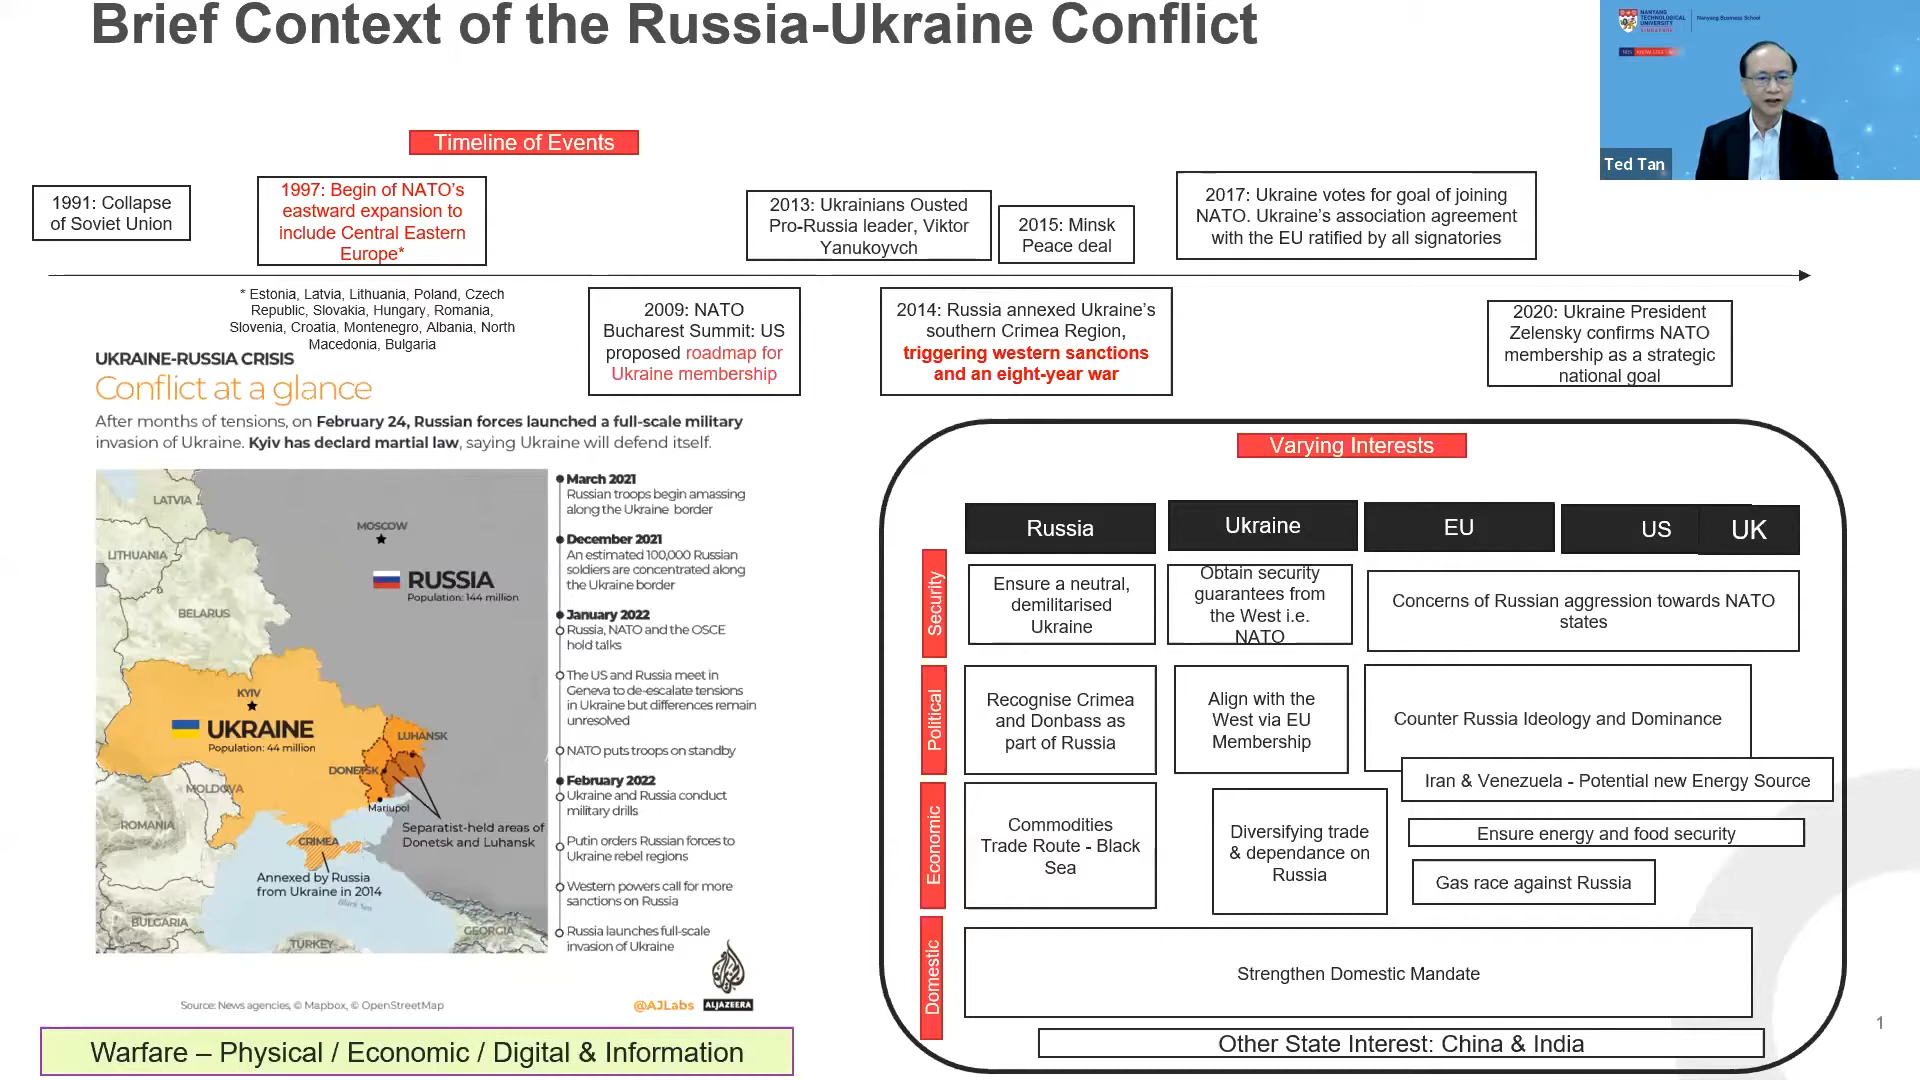 Brief Context of the Russia-Ukraine Conflict
NANYANG
TECHNOLOGICAL
UNIVERSITY
SINGAPORE
Nanyang Business School
Ted Tan
Timeline of Events
1991: Collapse
of Soviet Union
1997: Begin of NATO's
eastward expansion to
include Central Eastern
Europe*
2013: Ukrainians Ousted
Pro-Russia leader, Viktor
Yanukoyvch
2015: Minsk
Peace deal
2017: Ukraine votes for goal of joining
NATO. Ukraine's association agreement
with the EU ratified by all signatories
* Estonia, Latvia, Lithuania, Poland, Czech
Republic, Slovakia, Hungary, Romania,
Slovenia, Croatia, Montenegro, Albania, North
Macedonia, Bulgaria
2009: NATO
Bucharest Summit: US
proposed roadmap for
Ukraine membership
2014: Russia annexed Ukraine's
southern Crimea Region,
triggering western sanctions
and an eight-year war
2020: Ukraine President
Zelensky confirms NATO
membership as a strategic
national goal
UKRAINE-RUSSIA CRISIS
Conflict at a glance
After months of tensions, on February 24, Russian forces launched a full-scale military
invasion of Ukraine. Kyiv has declard martial law, saying Ukraine will defend itself.
LATVIA
MOSCOW
LITHUANIA
RUSSIA
Population: 144 million
BELARUS
KYIV
UKRAINE
Population: 44 million
LUHANSK
DONETSK
MOLDOVA
Mariupol
ROMANIA
Separatist-held areas of
Donetsk and Luhansk
CRIMEA
Annexed by Russia
from Ukraine in 2014
Black Sea
BULGARIA
GEORGIA
TURKEY
March 2021
Russian troops begin amassing
along the Ukraine border
December 2021
An estimated 100,000 Russian
soldiers are concentrated along
the Ukraine border
January 2022
Russia, NATO and the OSCE
hold talks
The US and Russia meet in
Geneva to de-escalate tensions
in Ukraine but differences remain
unresolved
NATO puts troops on standby
February 2022
Ukraine and Russia conduct
military drills
Putin orders Russian forces to
Ukraine rebel regions
Western powers call for more
sanctions on Russia
Russia launches full-scale
invasion of Ukraine
Source: News agencies, © Mapbox, © OpenStreetMap
@AJLabs
ALJAZEERA
Warfare – Physical / Economic / Digital & Information
Varying Interests
Russia
Ukraine
EU
US
UK
Security
Ensure a neutral,
demilitarised
Ukraine
Obtain security
guarantees from
the West i.e.
NATO
Concerns of Russian aggression towards NATO
states
Political
Recognise Crimea
and Donbass as
part of Russia
Align with the
West via EU
Membership
Counter Russia Ideology and Dominance
Economic
Commodities
Trade Route - Black
Sea
Diversifying trade
& dependance on
Russia
Iran & Venezuela - Potential new Energy Source
Ensure energy and food security
Gas race against Russia
Domestic
Strengthen Domestic Mandate
Other State Interest: China & India
1